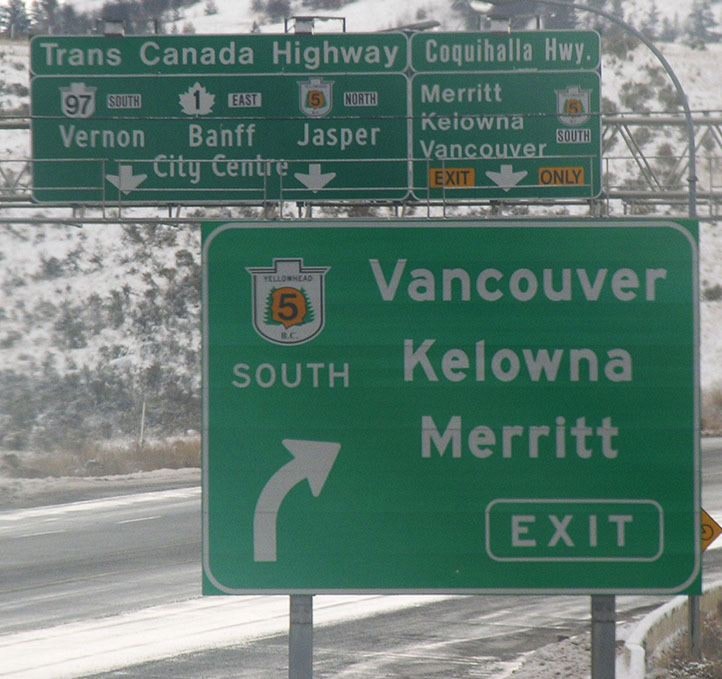 Trans Canada Highway
97 SOUTH 1 EAST 5 NORTH
Vernon Banff Jasper
City Centre
Coquihalla Hwy.
Merritt
Kelowna
Vancouver
5
SOUTH
EXIT ONLY
YELLOWHEAD
5
B.C.
SOUTH
Vancouver
Kelowna
Merritt
EXIT